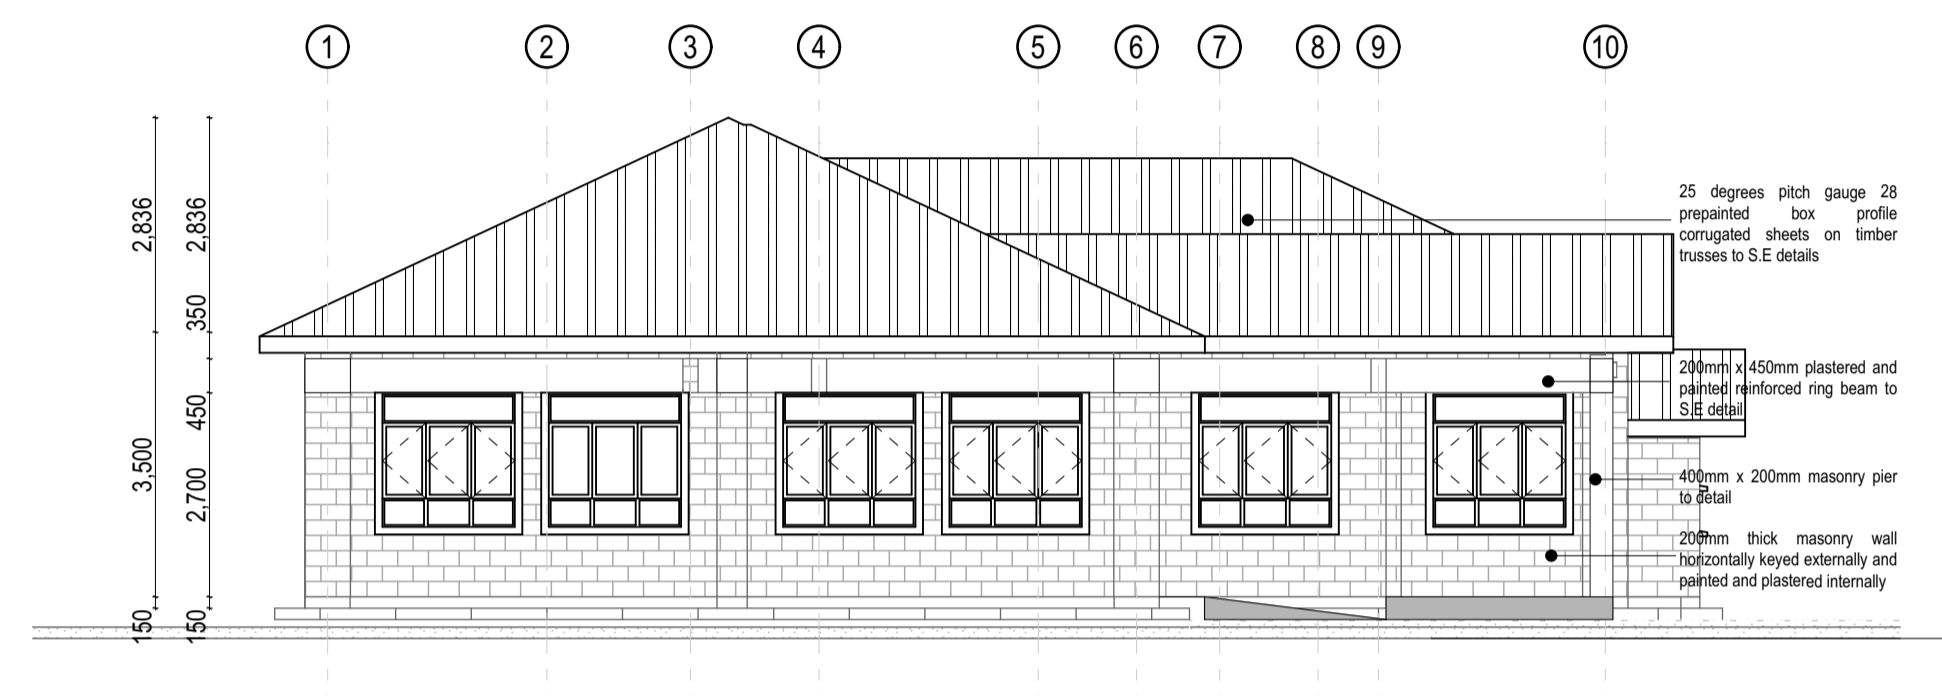 1 2 3 4 5 6 7 8 9 10
25 degrees pitch gauge 28
prepainted box profile
corrugated sheets on timber
trusses to S.E details
200mm x 450mm plastered and
painted reinforced ring beam to
S.E detail
400mm x 200mm masonry pier
to detail
200mm thick masonry wall
horizontally keyed externally and
painted and plastered internally
2,836
3,500
150
2,836
350
450
2,700
150